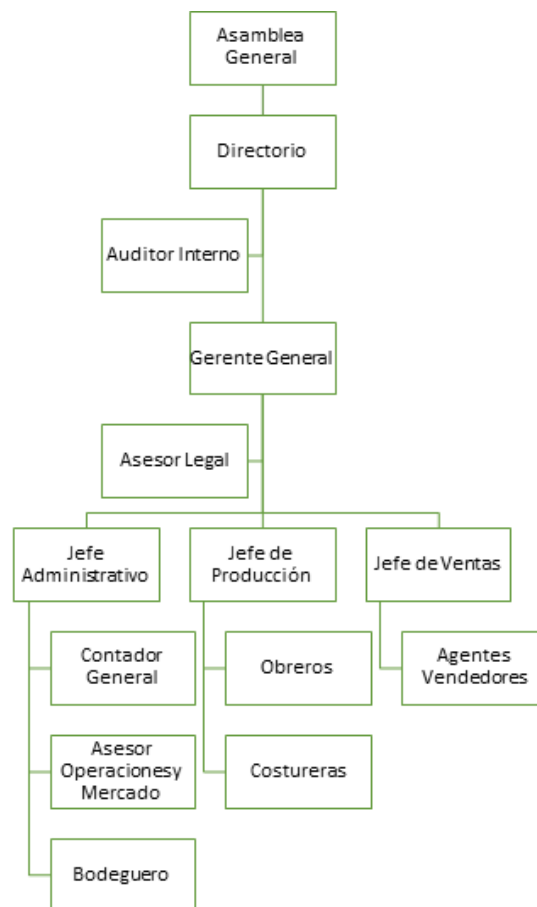 Asamblea
General
Directorio
Auditor Interno
Gerente General
Asesor Legal
Jefe
Administrativo
Jefe de
Producción
Jefe de Ventas
Contador
General
Obreros
Agentes
Vendedores
Asesor
Operacionesy
Mercado
Costureras
Bodeguero